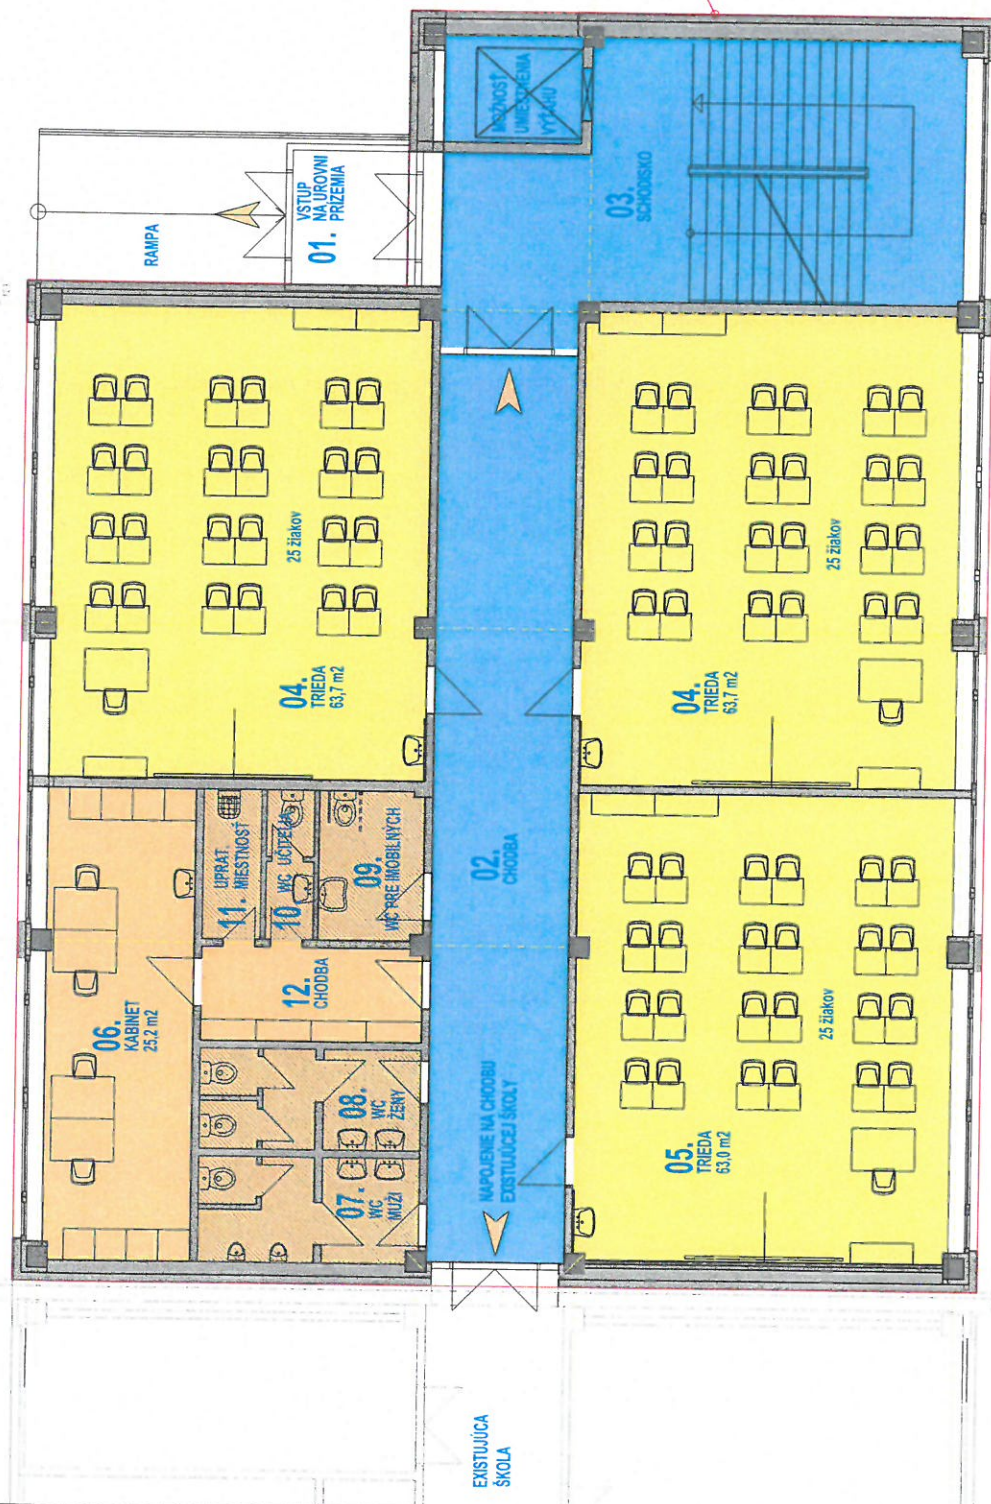 RAMPA
01.
VSTUP
NA ÚROVNI
PRÍZEMIA
MOŽNOSŤ
UMIESTNENIA
VÝŤAHU
03.
SCHODISKO
04.
TRIEDA
63,7 m2
25 žiakov
04.
TRIEDA
63,7 m2
25 žiakov
02.
CHODBA
06.
KABINET
25,2 m2
11.
UPRAT.
MIESTNOSŤ
10.
WC UČITELIA
09.
WC PRE IMOBILNÝCH
12.
CHODBA
08.
WC
ŽENY
07.
WC
MUŽI
NAPOJENIE NA CHODBU
EXISTUJÚCEJ ŠKOLY
05.
TRIEDA
63,0 m2
25 žiakov
EXISTUJÚCA
ŠKOLA